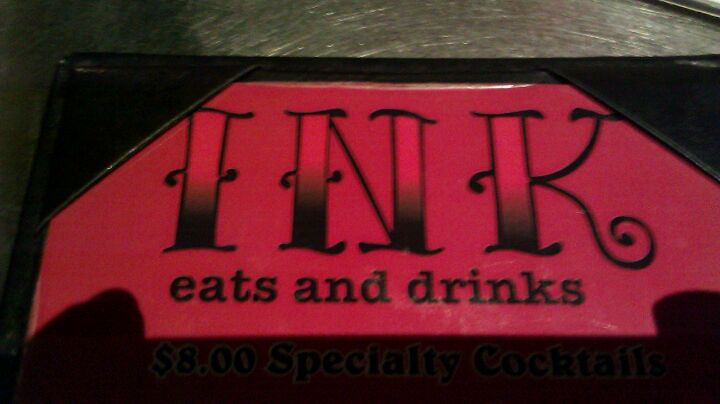 INK
eats and drinks
$8.00 Specialty Cocktails